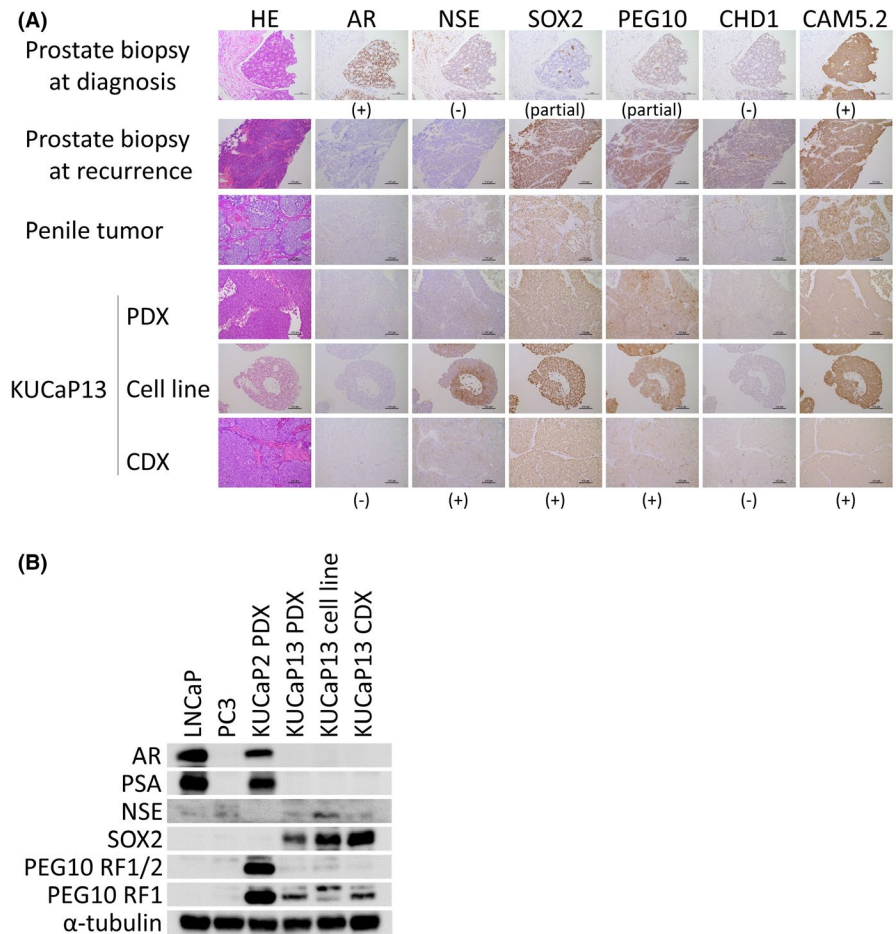 (A)
HE AR NSE SOX2 PEG10 CHD1 CAM5.2
Prostate biopsy
at diagnosis
(+) (-) (partial) (partial) (-) (+)
Prostate biopsy
at recurrence
Penile tumor
PDX
KUCaP13
Cell line
CDX
(-) (+) (+) (+) (-) (+)
(B)
LNCaP
PC3
KUCaP2 PDX
KUCaP13 PDX
KUCaP13 cell line
KUCaP13 CDX
AR
PSA
NSE
SOX2
PEG10 RF1/2
PEG10 RF1
α-tubulin